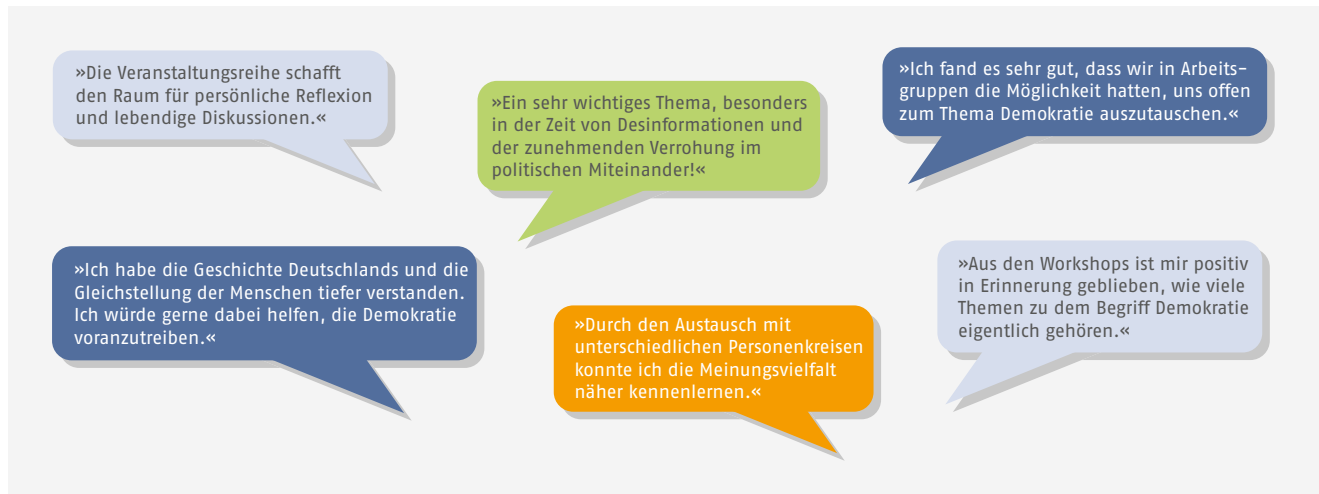 »Die Veranstaltungsreihe schafft
den Raum für persönliche Reflexion
und lebendige Diskussionen.«
»Ein sehr wichtiges Thema, besonders
in der Zeit von Desinformationen und
der zunehmenden Verrohung im
politischen Miteinander!«
»Ich fand es sehr gut, dass wir in Arbeits-
gruppen die Möglichkeit hatten, uns offen
zum Thema Demokratie auszutauschen.«
»Ich habe die Geschichte Deutschlands und die
Gleichstellung der Menschen tiefer verstanden.
Ich würde gerne dabei helfen, die Demokratie
voranzutreiben.«
»Durch den Austausch mit
unterschiedlichen Personenkreisen
konnte ich die Meinungsvielfalt
näher kennenlernen.«
»Aus den Workshops ist mir positiv
in Erinnerung geblieben, wie viele
Themen zu dem Begriff Demokratie
eigentlich gehören.«